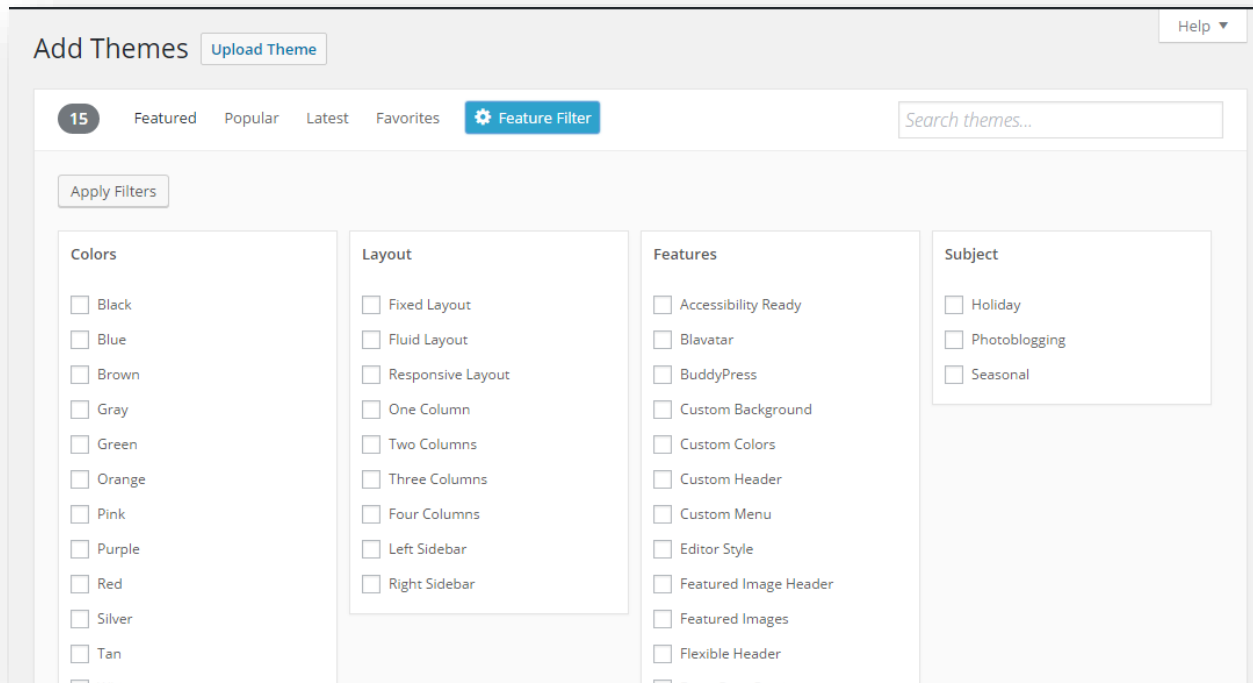 Help
Add Themes Upload Theme
15 Featured Popular Latest Favorites Feature Filter Search themes...
Apply Filters
Colors
Black
Blue
Brown
Gray
Green
Orange
Pink
Purple
Red
Silver
Tan
Layout
Fixed Layout
Fluid Layout
Responsive Layout
One Column
Two Columns
Three Columns
Four Columns
Left Sidebar
Right Sidebar
Features
Accessibility Ready
Blavatar
BuddyPress
Custom Background
Custom Colors
Custom Header
Custom Menu
Editor Style
Featured Image Header
Featured Images
Flexible Header
Subject
Holiday
Photoblogging
Seasonal